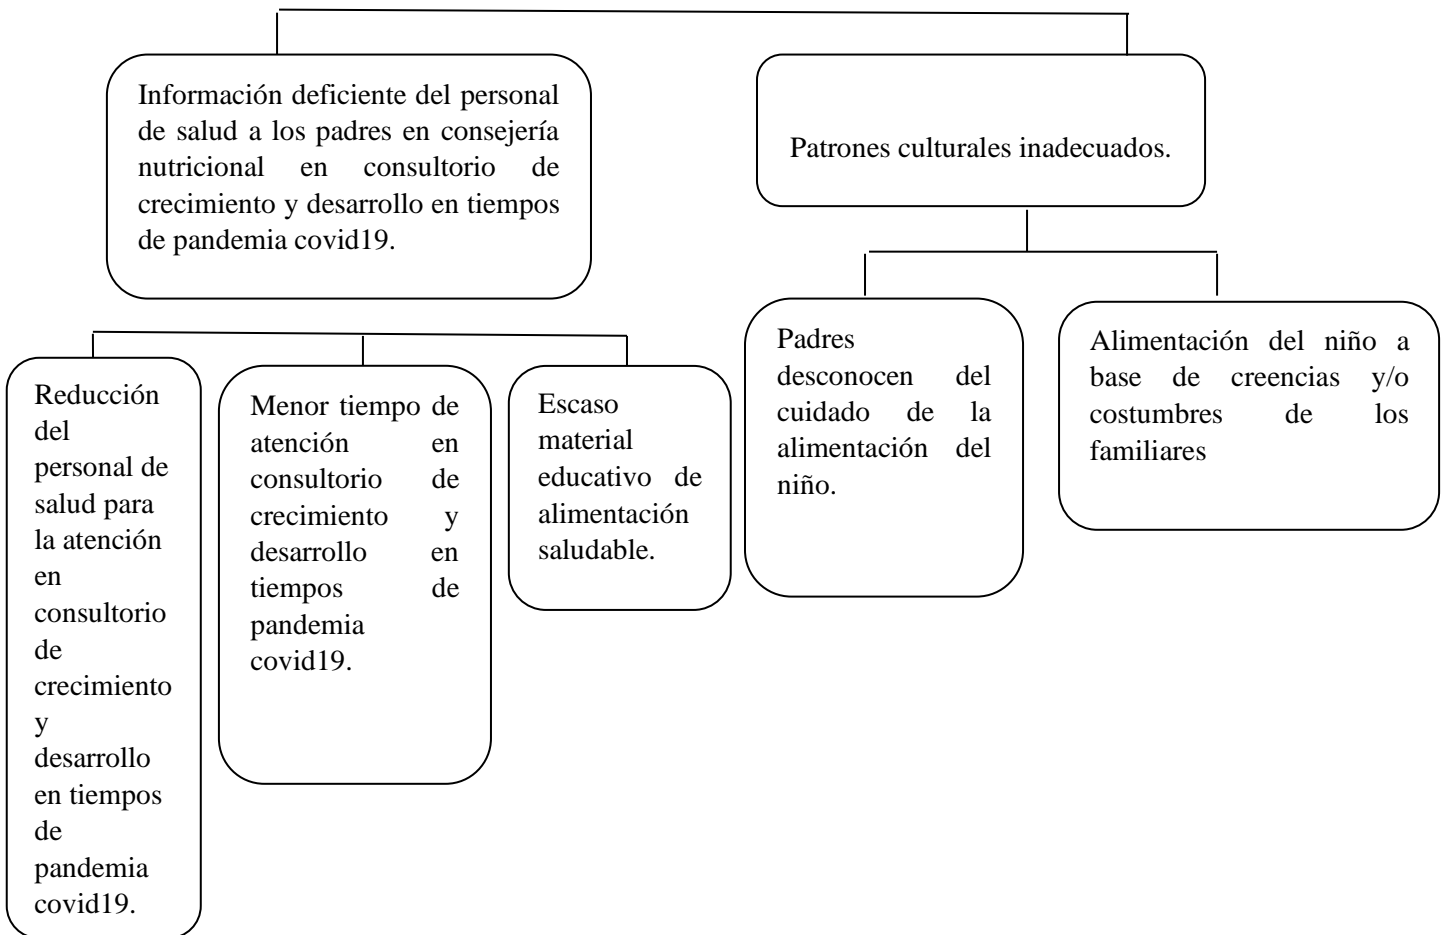 Información deficiente del personal
de salud a los padres en consejería
nutricional en consultorio de
crecimiento y desarrollo en tiempos
de pandemia covid19.
Patrones culturales inadecuados.
Reducción
del
personal de
salud para
la atención
en
consultorio
de
crecimiento
y
desarrollo
en tiempos
de
pandemia
covid19.
Menor tiempo de
atención en
consultorio de
crecimiento y
desarrollo en
tiempos de
pandemia
covid19.
Escaso
material
educativo de
alimentación
saludable.
Padres
desconocen del
cuidado de la
alimentación del
niño.
Alimentación del niño a
base de creencias y/o
costumbres de los
familiares